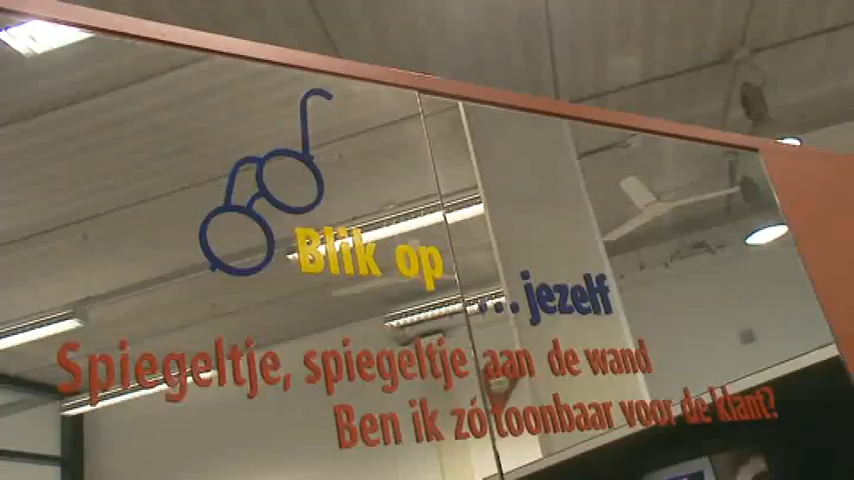 Blik op
...jezelf
Spiegeltje, spiegeltje aan de wand
Ben ik zó toonbaar voor de klant?